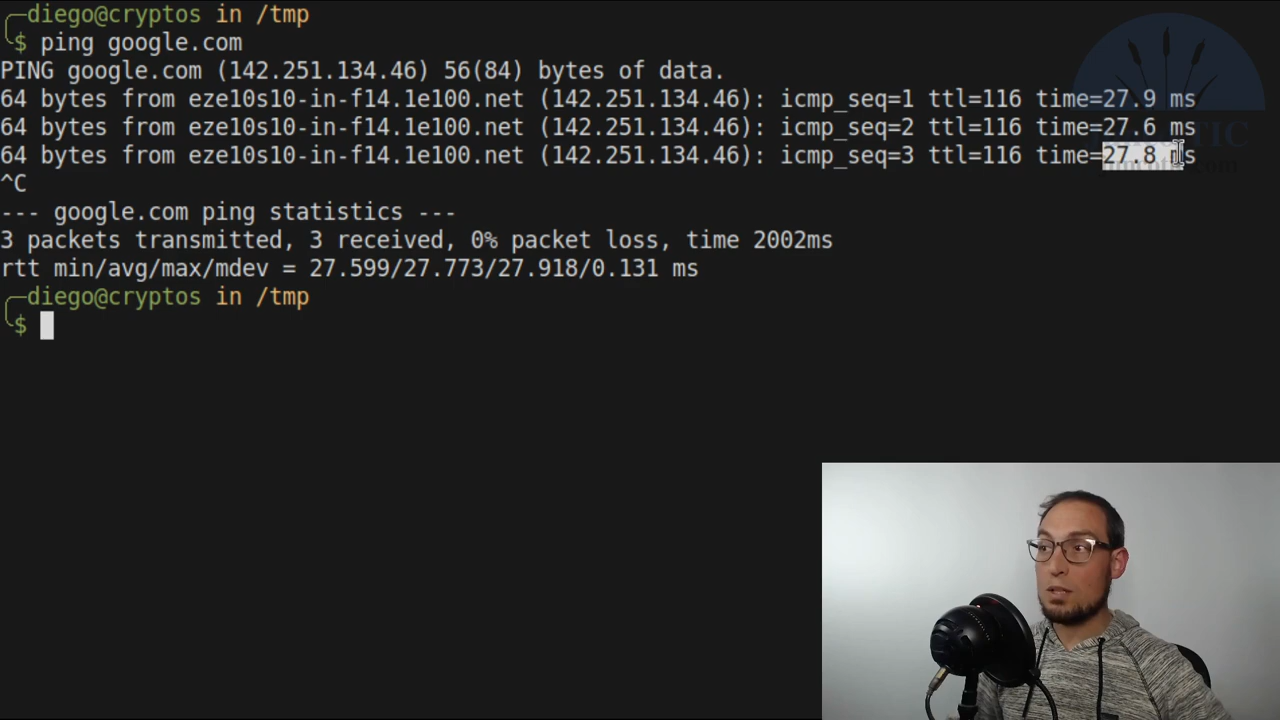 diego@cryptos in /tmp
$ ping google.com
PING google.com (142.251.134.46) 56(84) bytes of data.
64 bytes from eze10s10-in-f14.1e100.net (142.251.134.46): icmp_seq=1 ttl=116 time=27.9 ms
64 bytes from eze10s10-in-f14.1e100.net (142.251.134.46): icmp_seq=2 ttl=116 time=27.6 ms
64 bytes from eze10s10-in-f14.1e100.net (142.251.134.46): icmp_seq=3 ttl=116 time=27.8 ms
^C
--- google.com ping statistics ---
3 packets transmitted, 3 received, 0% packet loss, time 2002ms
rtt min/avg/max/mdev = 27.599/27.773/27.918/0.131 ms
diego@cryptos in /tmp
$